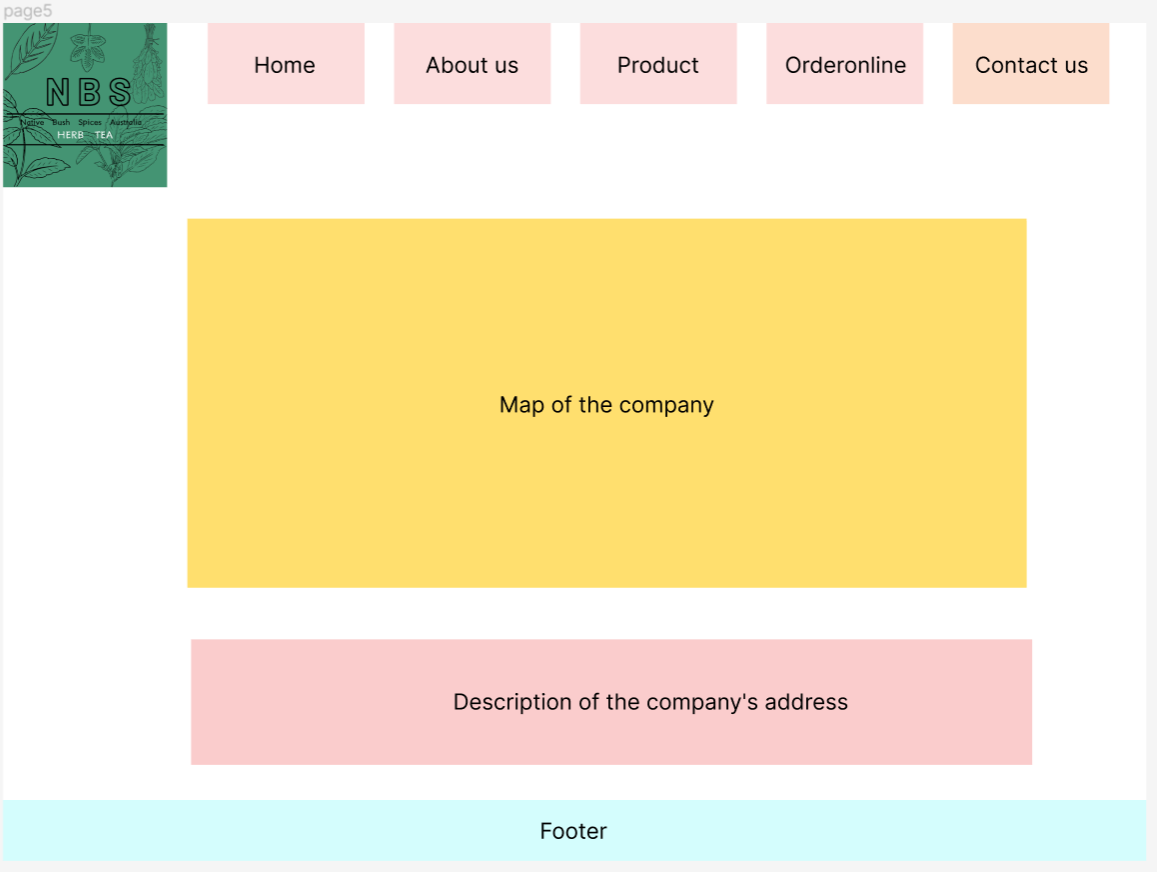 page5
NBS
Native Bush Spices Australia
HERB TEA
Home
About us
Product
Orderonline
Contact us
Map of the company
Description of the company's address
Footer